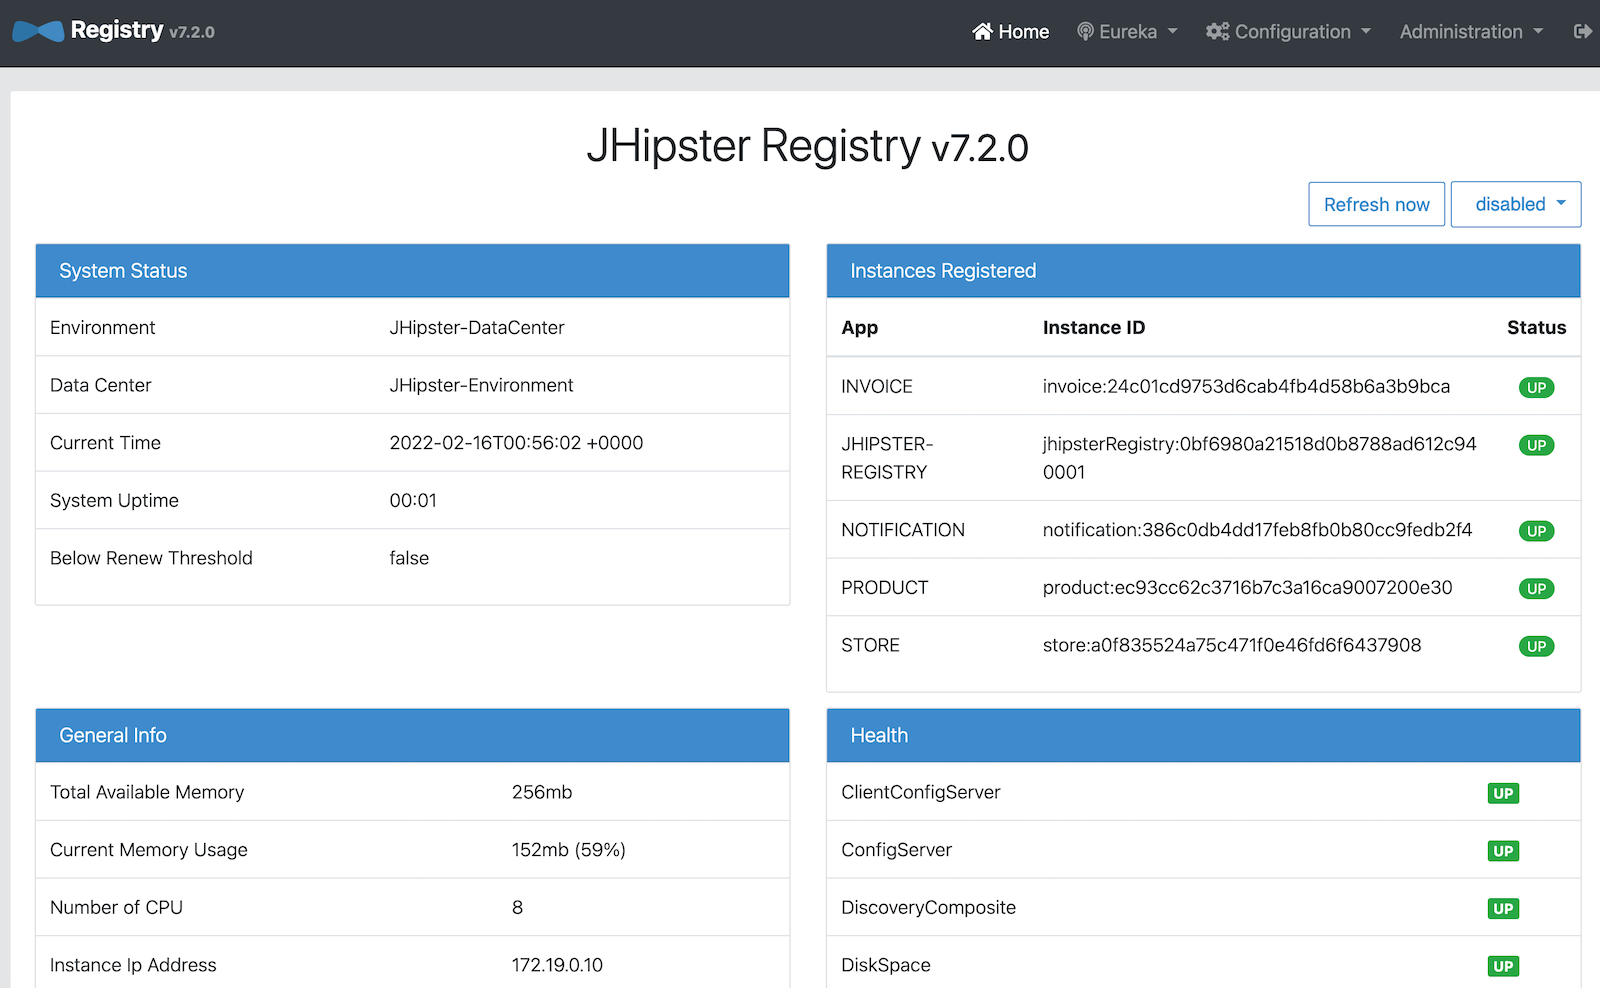 Registry v7.2.0
Home Eureka Configuration Administration
JHipster Registry v7.2.0
Refresh now disabled
System Status
Environment JHipster-DataCenter
Data Center JHipster-Environment
Current Time 2022-02-16T00:56:02 +0000
System Uptime 00:01
Below Renew Threshold false
Instances Registered
App Instance ID Status
INVOICE invoice:24c01cd9753d6cab4fb4d58b6a3b9bca UP
JHIPSTER- jhipsterRegistry:0bf6980a21518d0b8788ad612c94 UP
REGISTRY 0001
NOTIFICATION notification:386c0db4dd17feb8fb0b80cc9fedb2f4 UP
PRODUCT product:ec93cc62c3716b7c3a16ca9007200e30 UP
STORE store:a0f835524a75c471f0e46fd6f6437908 UP
General Info
Total Available Memory 256mb
Current Memory Usage 152mb (59%)
Number of CPU 8
Instance Ip Address 172.19.0.10
Health
ClientConfigServer UP
ConfigServer UP
DiscoveryComposite UP
DiskSpace UP